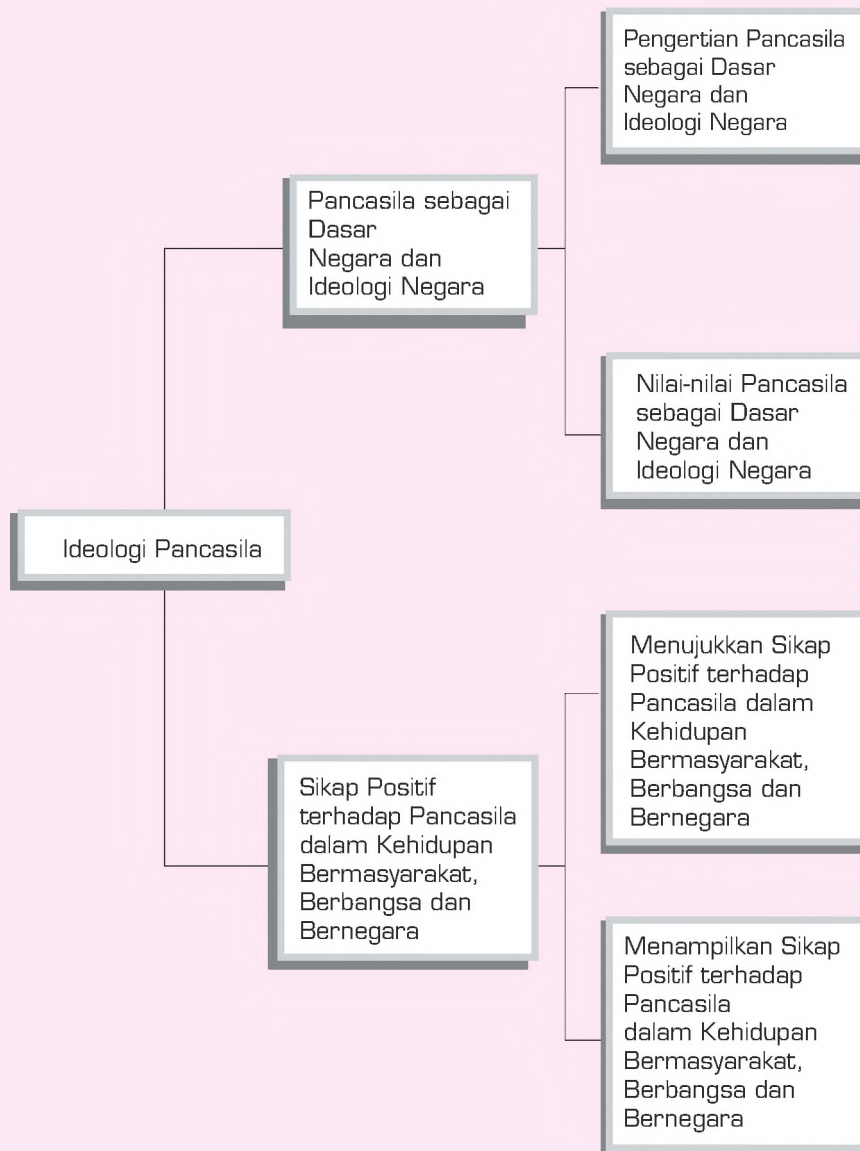 Pengertian Pancasila
sebagai Dasar
Negara dan
Ideologi Negara
Pancasila sebagai
Dasar
Negara dan
Ideologi Negara
Nilai-nilai Pancasila
sebagai Dasar
Negara dan
Ideologi Negara
Ideologi Pancasila
Menujukkan Sikap
Positif terhadap
Pancasila dalam
Kehidupan
Bermasyarakat,
Berbangsa dan
Bernegara
Sikap Positif
terhadap Pancasila
dalam Kehidupan
Bermasyarakat,
Berbangsa dan
Bernegara
Menampilkan Sikap
Positif terhadap
Pancasila
dalam Kehidupan
Bermasyarakat,
Berbangsa dan
Bernegara